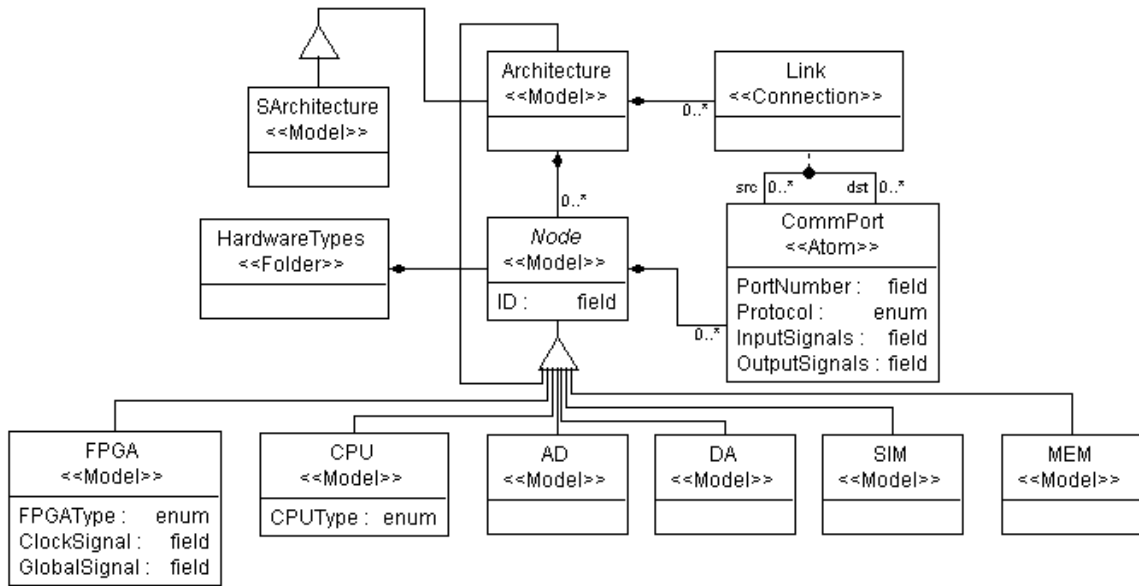 Architecture
<<Model>>
Link
<<Connection>>
0..*
SArchitecture
<<Model>>
0..*
src 0..* dst 0..*
HardwareTypes
<<Folder>>
Node
<<Model>>
ID : field
0..*
CommPort
<<Atom>>
PortNumber : field
Protocol : enum
InputSignals : field
OutputSignals : field
FPGA
<<Model>>
FPGAType : enum
ClockSignal : field
GlobalSignal : field
CPU
<<Model>>
CPUType : enum
AD
<<Model>>
DA
<<Model>>
SIM
<<Model>>
MEM
<<Model>>